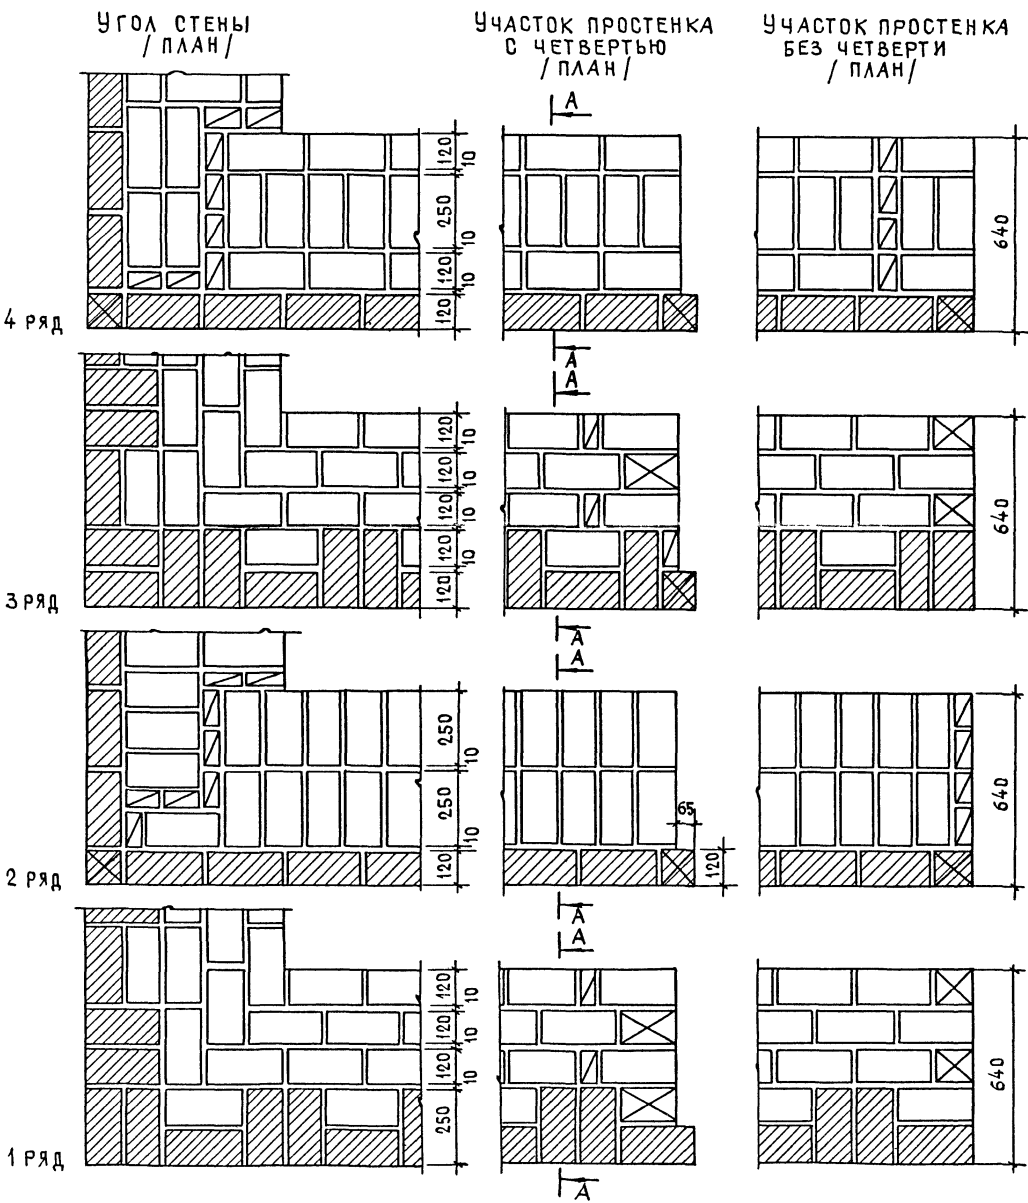 УГОЛ СТЕНЫ
/ ПЛАН /
УЧАСТОК ПРОСТЕНКА
С ЧЕТВЕРТЬЮ
/ ПЛАН /
УЧАСТОК ПРОСТЕНКА
БЕЗ ЧЕТВЕРТИ
/ ПЛАН /
А
120
10
250
10
120
10
120
640
4 РЯД
А
А
120
10
120
10
120
10
120
10
120
640
3 РЯД
А
А
250
10
250
10
120
65
120
640
2 РЯД
А
А
120
10
120
10
120
10
250
640
1 РЯД
А